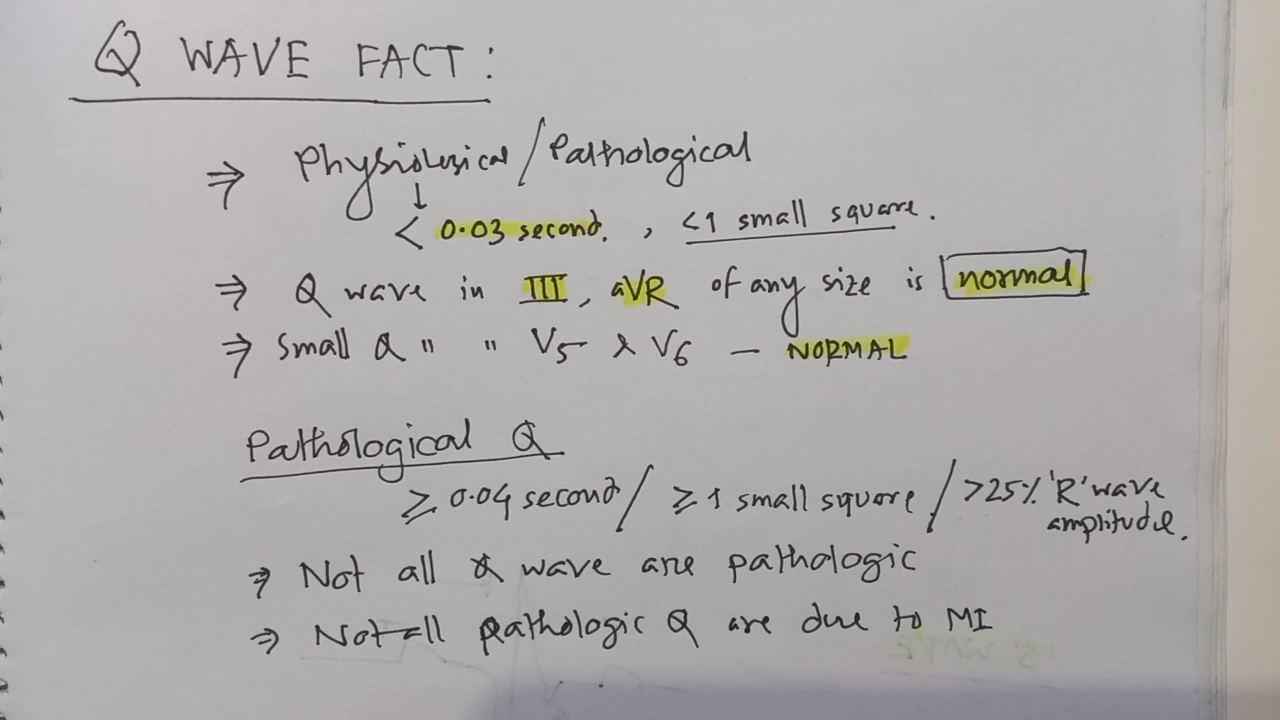 Q WAVE FACT:
⇒ Physiological / Pathological
↓
< 0.03 second. , <1 small square.
⇒ Q wave in III, aVR of any size is normal
⇒ Small Q " " V5 & V6 – NORMAL
Pathological Q
≥ 0.04 second / ≥ 1 small square / >25% 'R' wave amplitude.
⇒ Not all Q wave are pathologic
⇒ Not all pathologic Q are due to MI